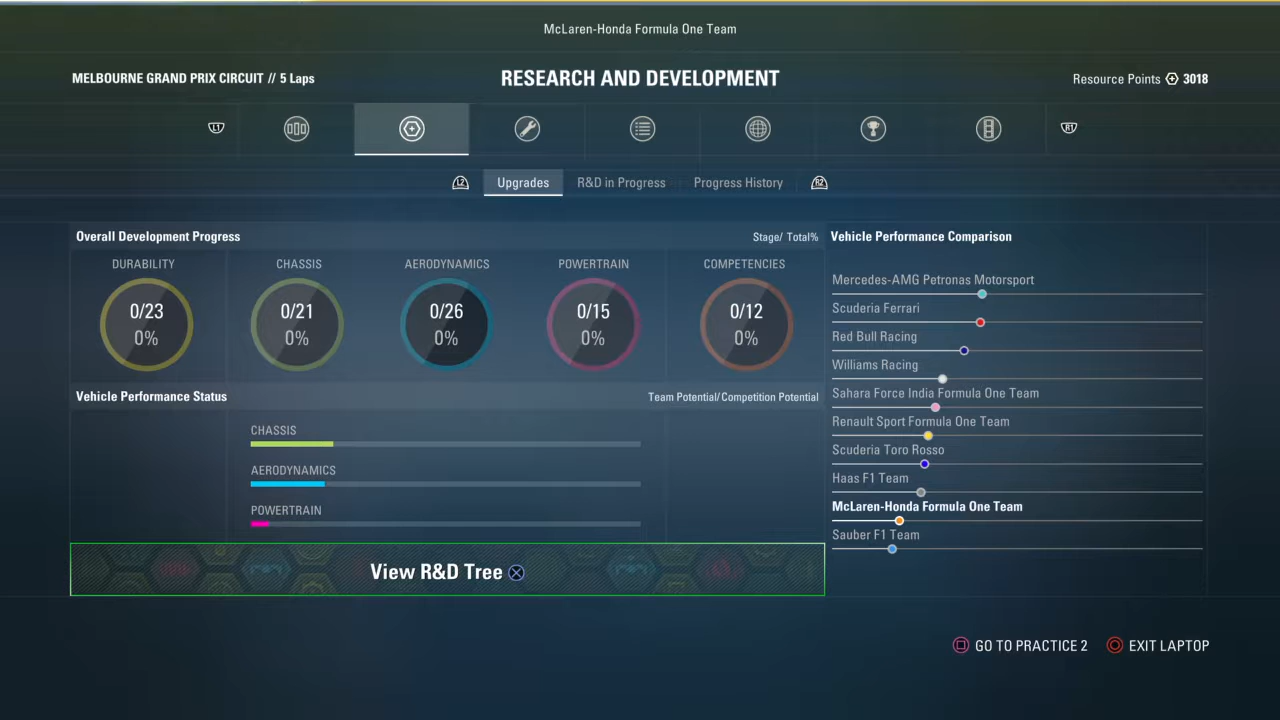 McLaren-Honda Formula One Team
MELBOURNE GRAND PRIX CIRCUIT // 5 Laps
RESEARCH AND DEVELOPMENT
Resource Points 3018
L1
R1
L2
Upgrades
R&D in Progress
Progress History
R2
Overall Development Progress
Stage/ Total%
DURABILITY
CHASSIS
AERODYNAMICS
POWERTRAIN
COMPETENCIES
0/23
0/21
0/26
0/15
0/12
0%
0%
0%
0%
0%
Vehicle Performance Status
Team Potential/Competition Potential
CHASSIS
AERODYNAMICS
POWERTRAIN
View R&D Tree
Vehicle Performance Comparison
Mercedes-AMG Petronas Motorsport
Scuderia Ferrari
Red Bull Racing
Williams Racing
Sahara Force India Formula One Team
Renault Sport Formula One Team
Scuderia Toro Rosso
Haas F1 Team
McLaren-Honda Formula One Team
Sauber F1 Team
GO TO PRACTICE 2
EXIT LAPTOP